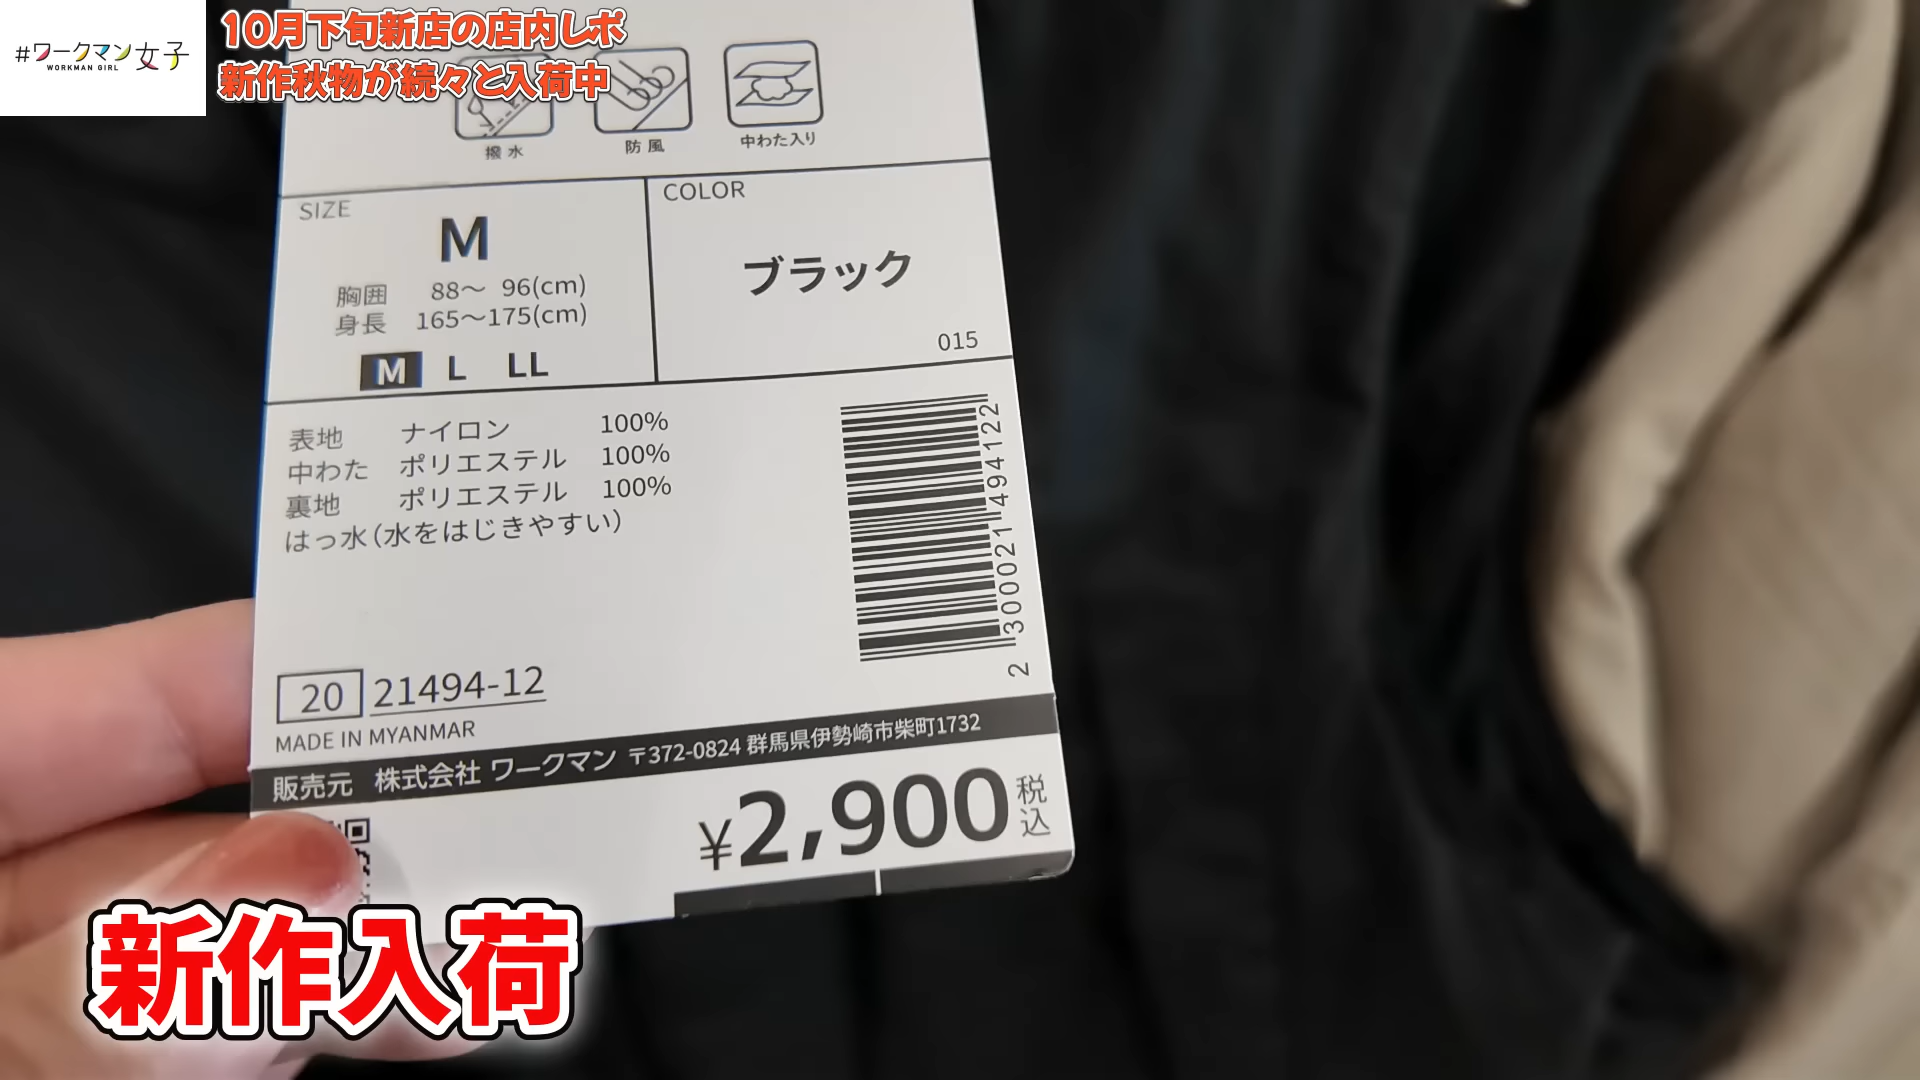 #ワークマン女子
WORKMAN GIRL
10月下旬新店の店内レポ
新作秋物が続々と入荷中
撥水
防風
中わた入り
SIZE
M
胸囲 88〜 96(cm)
身長 165〜175(cm)
M L LL
COLOR
ブラック
015
表地 ナイロン 100%
中わた ポリエステル 100%
裏地 ポリエステル 100%
はっ水(水をはじきやすい)
2 300021 494122
20 21494-12
MADE IN MYANMAR
販売元 株式会社 ワークマン 〒372-0824 群馬県伊勢崎市柴町1732
¥2,900税込
新作入荷